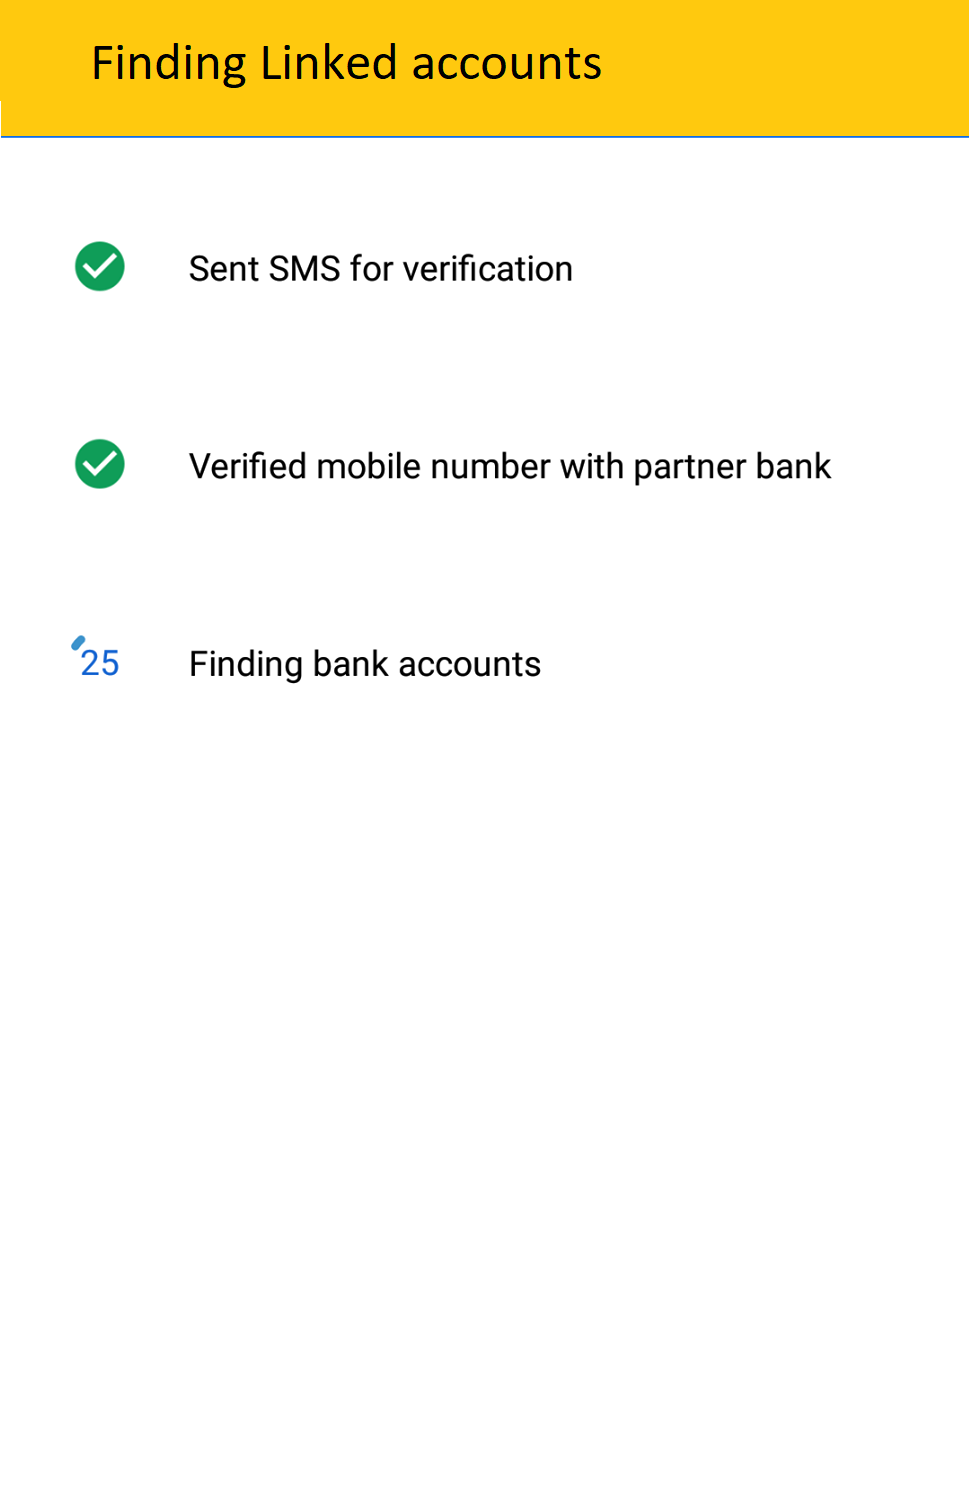 Finding Linked accounts
Sent SMS for verification
Verified mobile number with partner bank
25 Finding bank accounts